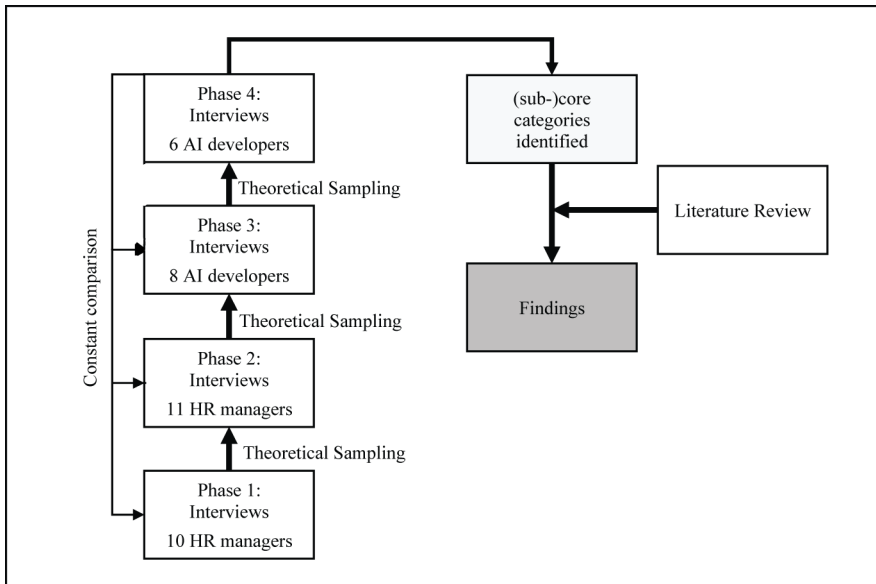 Phase 4:
Interviews
6 AI developers
Theoretical Sampling
Phase 3:
Interviews
8 AI developers
Theoretical Sampling
Phase 2:
Interviews
11 HR managers
Theoretical Sampling
Phase 1:
Interviews
10 HR managers
Constant comparison
(sub-)core
categories
identified
Literature Review
Findings